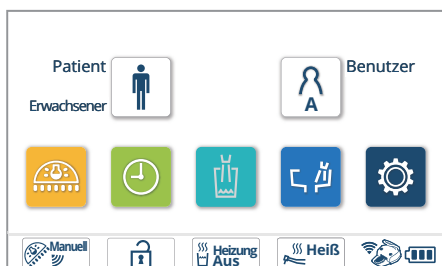 Patient
Benutzer
Erwachsener
A
Manuell
Heizung
Aus
Heiß